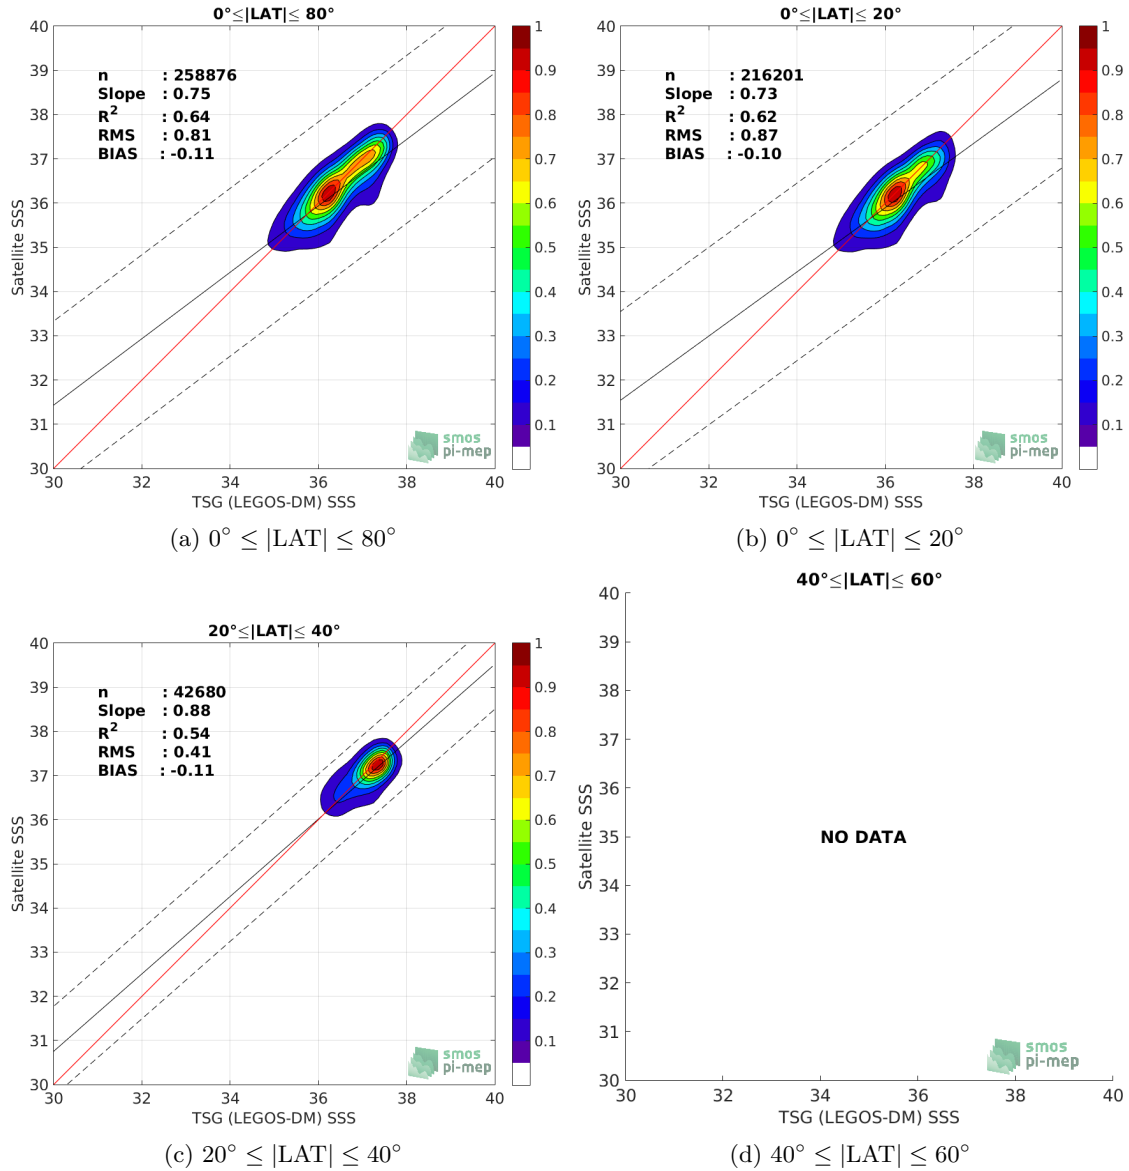 0°≤|LAT|≤ 80°
40
39
38
37
36
35
34
33
32
31
30
Satellite SSS
n : 258876
Slope : 0.75
R² : 0.64
RMS : 0.81
BIAS : -0.11
smos
pi-mep
30 32 34 36 38 40
TSG (LEGOS-DM) SSS
1
0.9
0.8
0.7
0.6
0.5
0.4
0.3
0.2
0.1
(a) 0° ≤ |LAT| ≤ 80°
0°≤|LAT|≤ 20°
40
39
38
37
36
35
34
33
32
31
30
Satellite SSS
n : 216201
Slope : 0.73
R² : 0.62
RMS : 0.87
BIAS : -0.10
smos
pi-mep
30 32 34 36 38 40
TSG (LEGOS-DM) SSS
1
0.9
0.8
0.7
0.6
0.5
0.4
0.3
0.2
0.1
(b) 0° ≤ |LAT| ≤ 20°
20°≤|LAT|≤ 40°
40
39
38
37
36
35
34
33
32
31
30
Satellite SSS
n : 42680
Slope : 0.88
R² : 0.54
RMS : 0.41
BIAS : -0.11
smos
pi-mep
30 32 34 36 38 40
TSG (LEGOS-DM) SSS
1
0.9
0.8
0.7
0.6
0.5
0.4
0.3
0.2
0.1
(c) 20° ≤ |LAT| ≤ 40°
40°≤|LAT|≤ 60°
40
39
38
37
36
35
34
33
32
31
30
Satellite SSS
NO DATA
smos
pi-mep
30 32 34 36 38 40
TSG (LEGOS-DM) SSS
(d) 40° ≤ |LAT| ≤ 60°